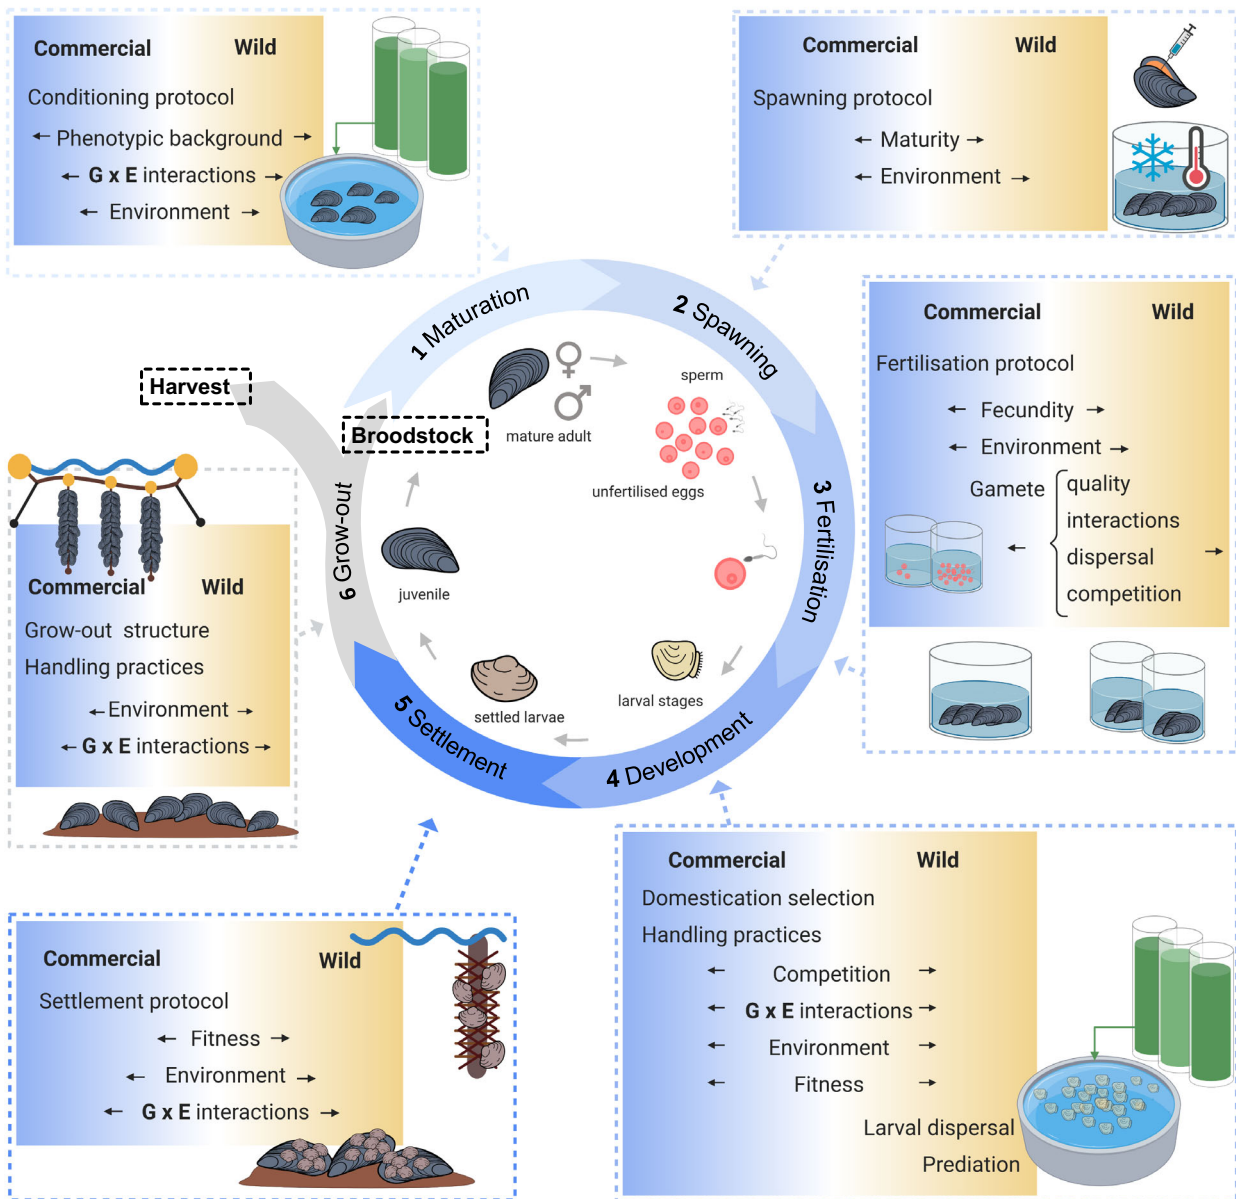 Commercial Wild
Conditioning protocol
← Phenotypic background →
← G x E interactions →
← Environment →
Commercial Wild
Spawning protocol
← Maturity →
← Environment →
1 Maturation
2 Spawning
3 Fertilisation
4 Development
5 Settlement
6 Grow-out
Harvest
Broodstock
mature adult
sperm
unfertilised eggs
larval stages
settled larvae
juvenile
Commercial Wild
Fertilisation protocol
← Fecundity →
← Environment →
Gamete
quality
interactions
dispersal
competition
← →
Commercial Wild
Grow-out structure
Handling practices
← Environment →
← G x E interactions →
Commercial Wild
Settlement protocol
← Fitness →
← Environment →
← G x E interactions →
Commercial Wild
Domestication selection
Handling practices
← Competition →
← G x E interactions →
← Environment →
← Fitness →
Larval dispersal
Prediation